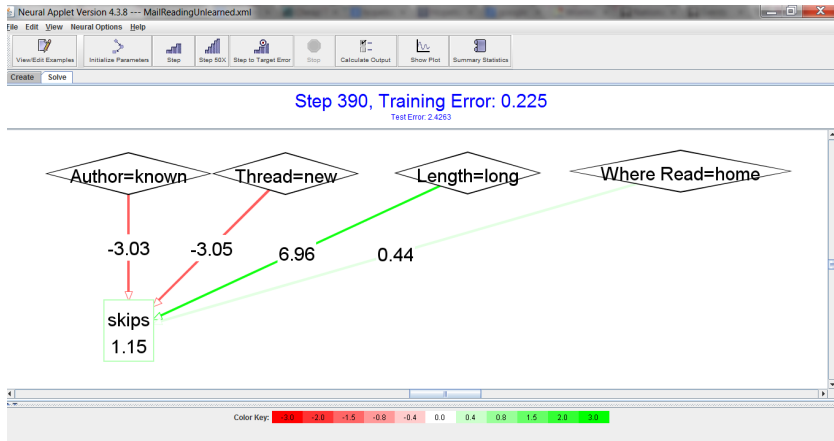 Neural Applet Version 4.3.8 --- MailReadingUnlearned.xml
File Edit View Neural Options Help
View/Edit Examples Initialize Parameters Step Step 50X Step to Target Error Stop Calculate Output Show Plot Summary Statistics
Create Solve
Step 390, Training Error: 0.225
Test Error: 2.4263
Author=known Thread=new Length=long Where Read=home
-3.03 -3.05 6.96 0.44
skips
1.15
Color Key: -3.0 -2.0 -1.5 -0.8 -0.4 0.0 0.4 0.8 1.5 2.0 3.0